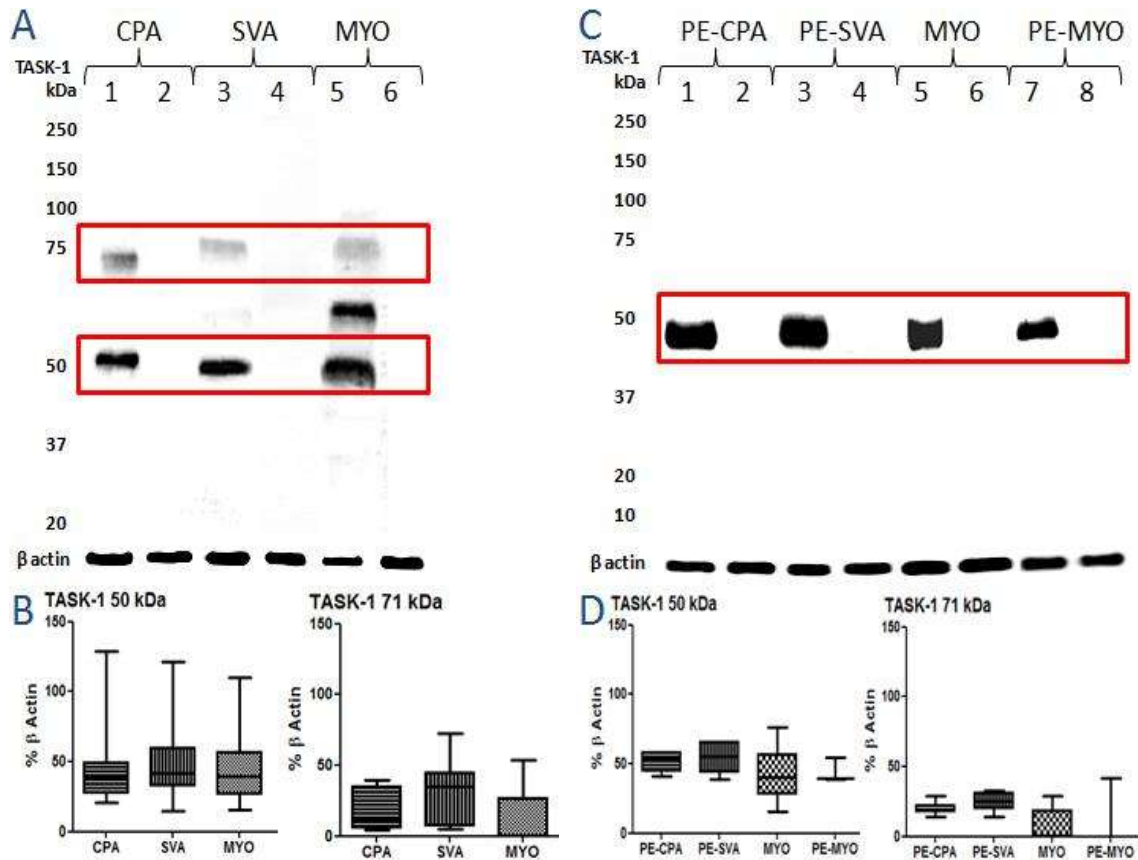 A
CPA SVA MYO
TASK-1
kDa
1 2 3 4 5 6
250
150
100
75
50
37
20
β actin
C
PE-CPA PE-SVA MYO PE-MYO
TASK-1
kDa
1 2 3 4 5 6 7 8
250
150
100
75
50
37
20
10
β actin
B
TASK-1 50 kDa
% β Actin
150
100
50
0
CPA SVA MYO
TASK-1 71 kDa
% β Actin
150
100
50
0
CPA SVA MYO
D
TASK-1 50 kDa
% β Actin
150
100
50
0
PE-CPA PE-SVA MYO PE-MYO
TASK-1 71 kDa
% β Actin
150
100
50
0
PE-CPA PE-SVA MYO PE-MYO